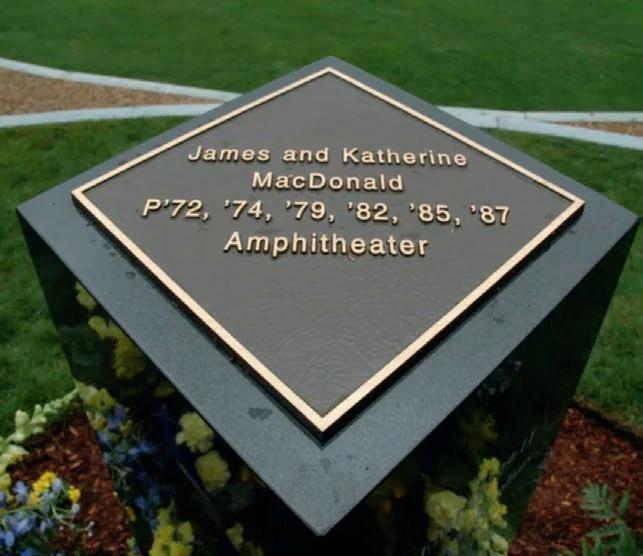 James and Katherine
MacDonald
P'72, '74, '79, '82, '85, '87
Amphitheater